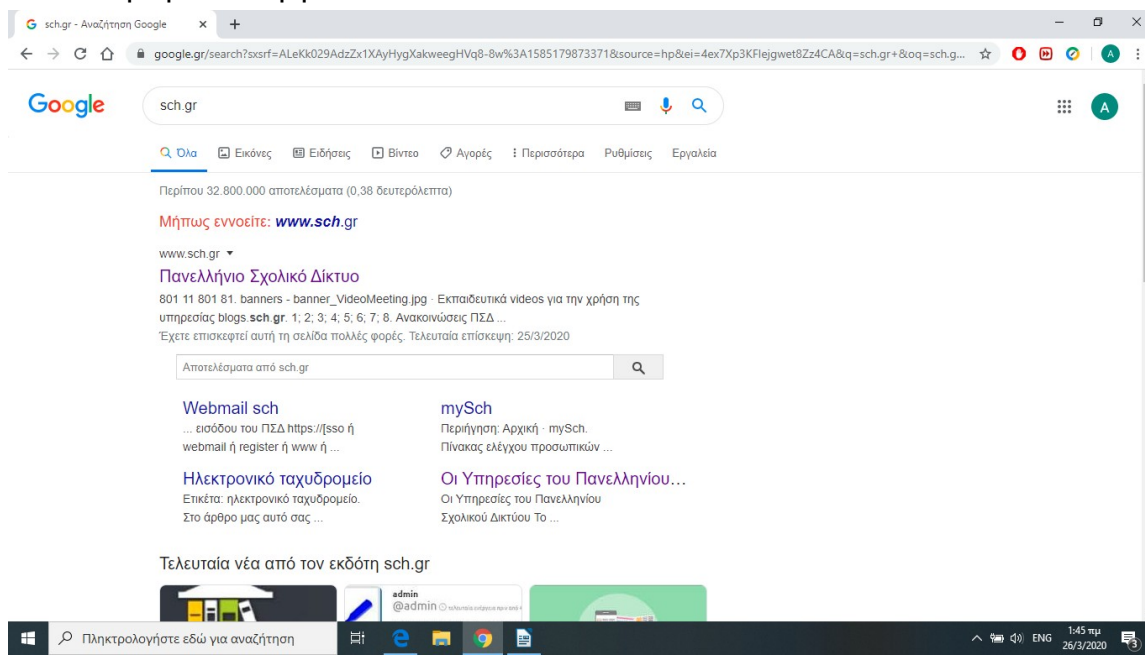 sch.gr - Αναζήτηση Google
google.gr/search?sxsrf=ALeKk029AdzZx1XAyHygXakweegHVq8-8w%3A1585179873371&source=hp&ei=4ex7Xp3KFIejgwet8Zz4CA&q=sch.gr+&oq=sch.g...
A
Google
sch.gr
A
Όλα Εικόνες Ειδήσεις Βίντεο Αγορές Περισσότερα Ρυθμίσεις Εργαλεία
Περίπου 32.800.000 αποτελέσματα (0,38 δευτερόλεπτα)
Μήπως εννοείτε: www.sch.gr
www.sch.gr
Πανελλήνιο Σχολικό Δίκτυο
801 11 801 81. banners - banner_VideoMeeting.jpg · Εκπαιδευτικά videos για την χρήση της
υπηρεσίας blogs.sch.gr. 1; 2; 3; 4; 5; 6; 7; 8. Ανακοινώσεις ΠΣΔ ...
Έχετε επισκεφτεί αυτή τη σελίδα πολλές φορές. Τελευταία επίσκεψη: 25/3/2020
Αποτελέσματα από sch.gr
Webmail sch
... εισόδου του ΠΣΔ https://[sso ή
webmail ή register ή www ή ...
mySch
Περιήγηση: Αρχική · mySch.
Πίνακας ελέγχου προσωπικών ...
Ηλεκτρονικό ταχυδρομείο
Ετικέτα: ηλεκτρονικό ταχυδρομείο.
Στο άρθρο μας αυτό σας ...
Οι Υπηρεσίες του Πανελληνίου...
Οι Υπηρεσίες του Πανελληνίου
Σχολικού Δικτύου Το ...
Τελευταία νέα από τον εκδότη sch.gr
admin
@admin
Πληκτρολογήστε εδώ για αναζήτηση
ENG
1:45 πμ
26/3/2020
3